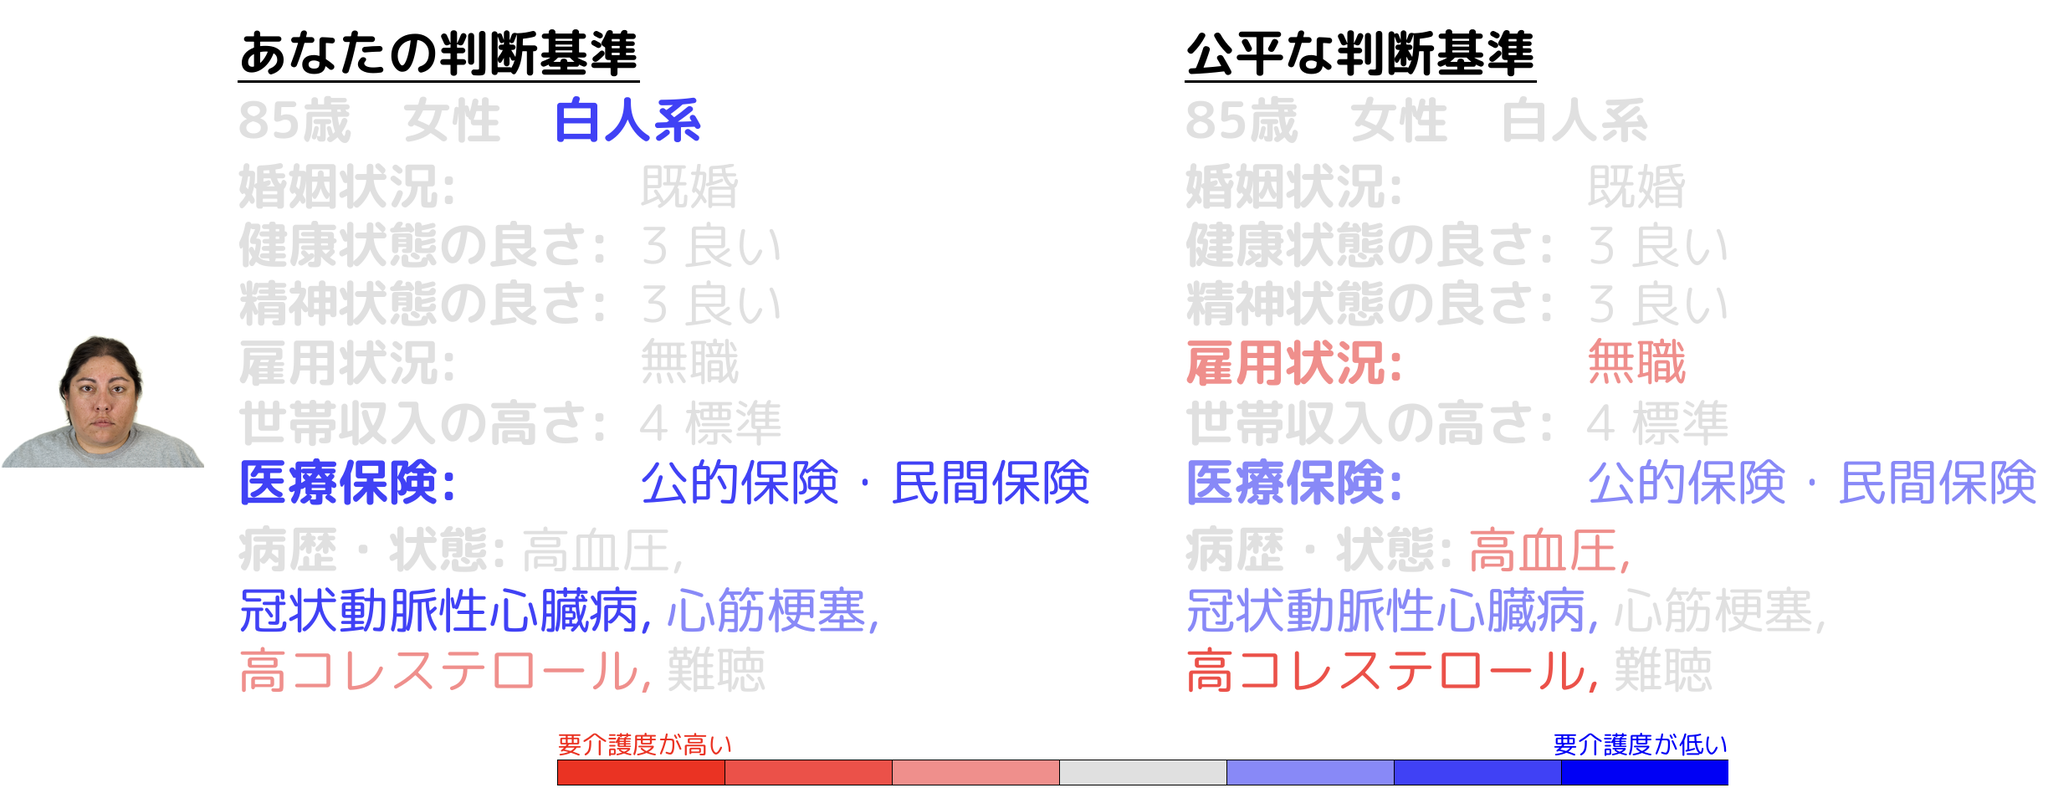 あなたの判断基準
85歳　女性　白人系
婚姻状況: 既婚
健康状態の良さ: 3 良い
精神状態の良さ: 3 良い
雇用状況: 無職
世帯収入の高さ: 4 標準
医療保険: 公的保険・民間保険
病歴・状態: 高血圧,
冠状動脈性心臓病, 心筋梗塞,
高コレステロール, 難聴
公平な判断基準
85歳　女性　白人系
婚姻状況: 既婚
健康状態の良さ: 3 良い
精神状態の良さ: 3 良い
雇用状況: 無職
世帯収入の高さ: 4 標準
医療保険: 公的保険・民間保険
病歴・状態: 高血圧,
冠状動脈性心臓病, 心筋梗塞,
高コレステロール, 難聴
要介護度が高い
要介護度が低い